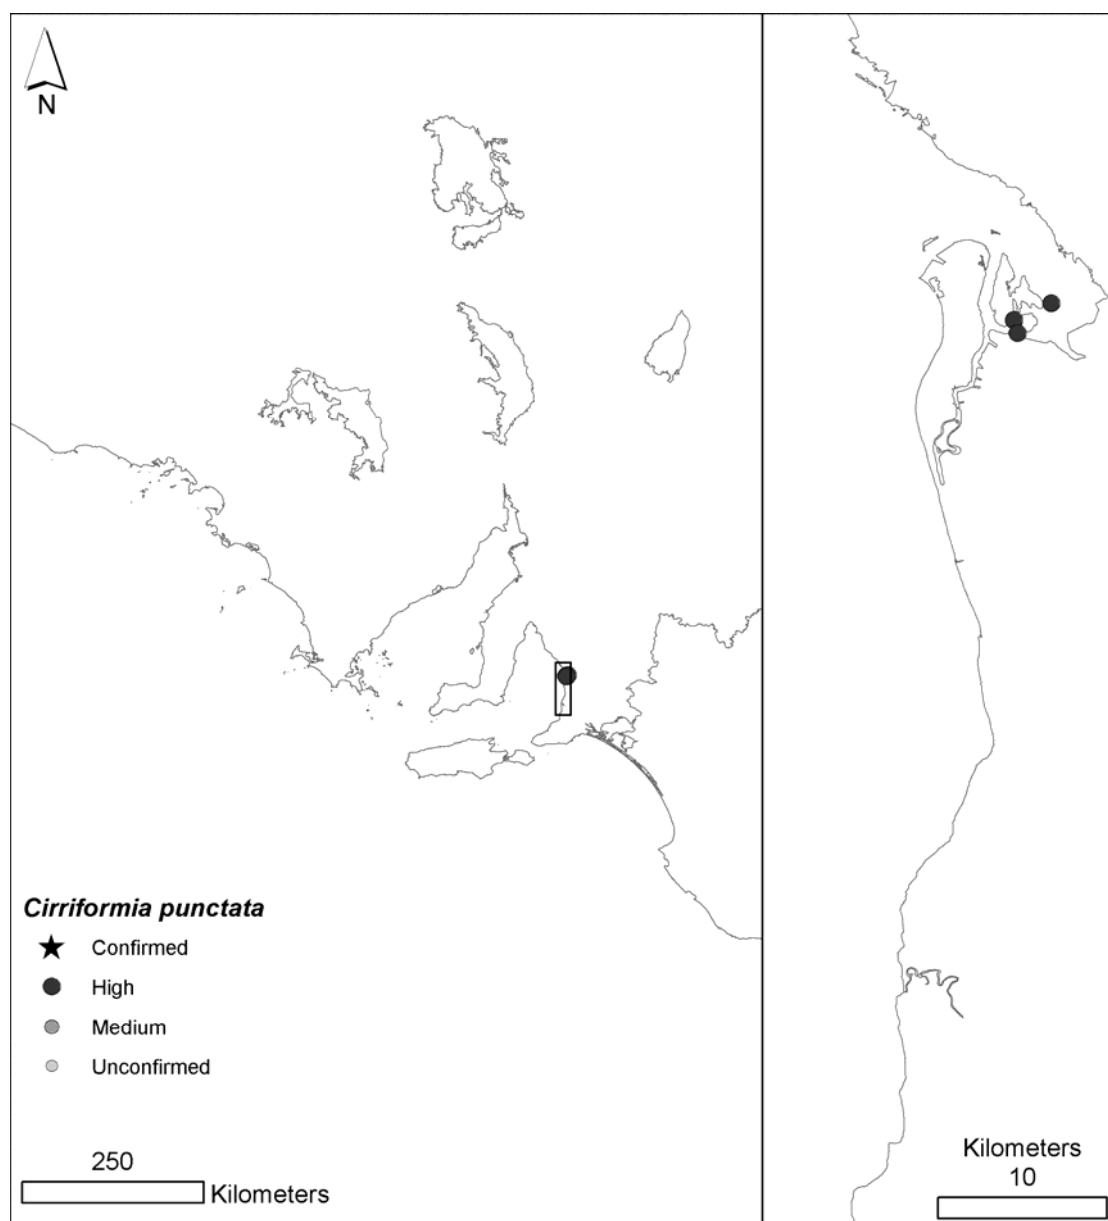 N
Cirriformia punctata
Confirmed
High
Medium
Unconfirmed
250
Kilometers
Kilometers
10